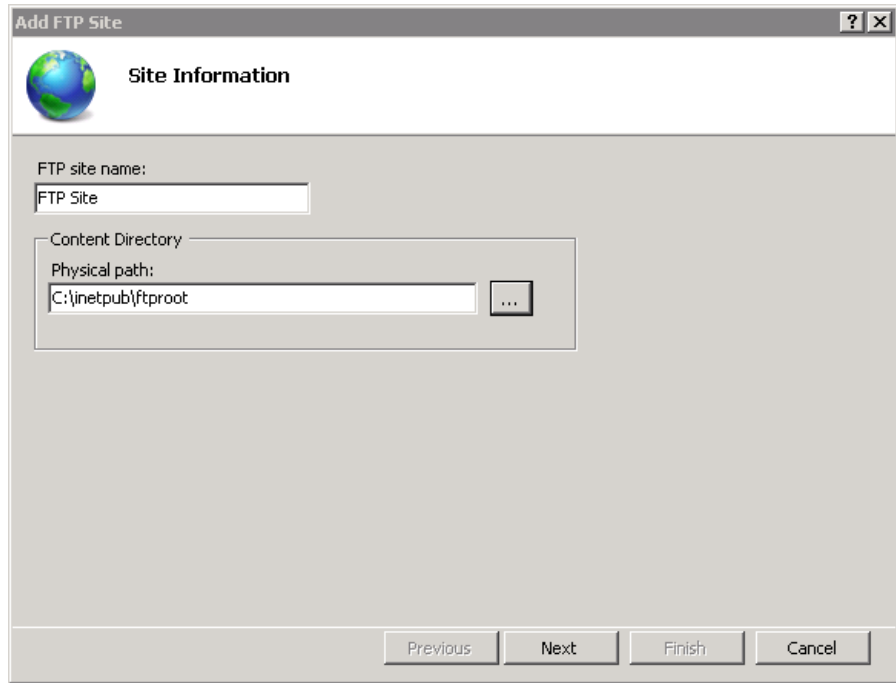 Add FTP Site
? X
Site Information
FTP site name:
FTP Site
Content Directory
Physical path:
C:\inetpub\ftproot
...
Previous Next Finish Cancel